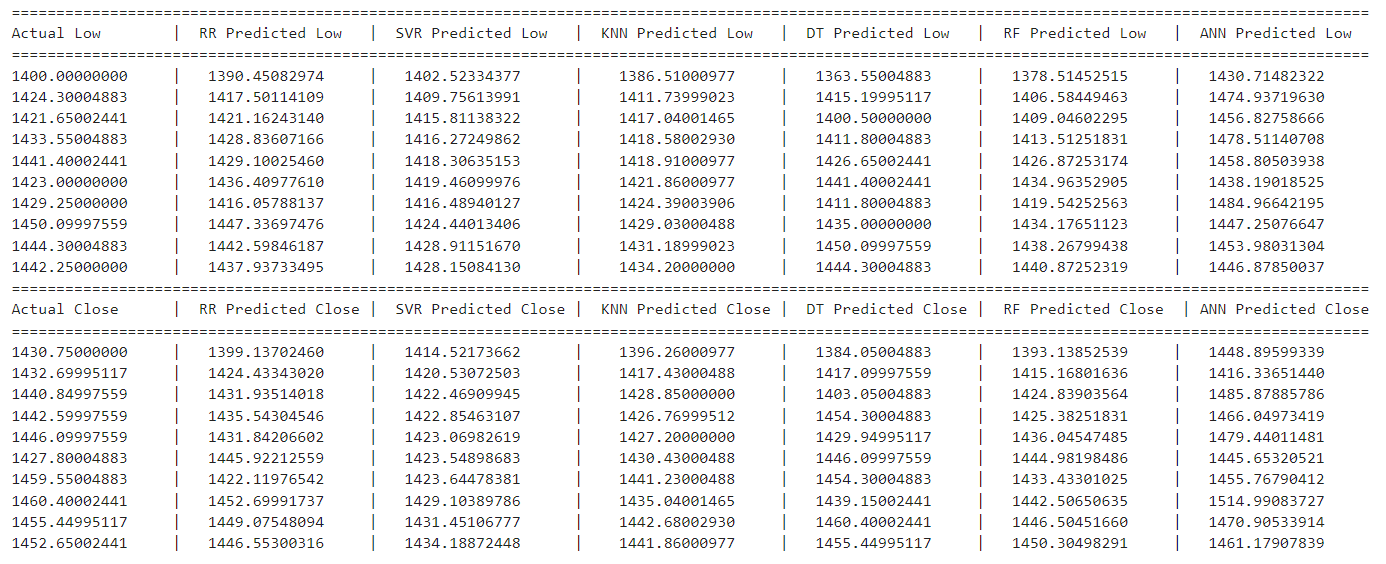 ====================================================================================================================================================
Actual Low | RR Predicted Low | SVR Predicted Low | KNN Predicted Low | DT Predicted Low | RF Predicted Low | ANN Predicted Low
====================================================================================================================================================
1400.00000000 | 1390.45082974 | 1402.52334377 | 1386.51000977 | 1363.55004883 | 1378.51452515 | 1430.71482322
1424.30004883 | 1417.50114109 | 1409.75613991 | 1411.73999023 | 1415.19995117 | 1406.58449463 | 1474.93719630
1421.65002441 | 1421.16243140 | 1415.81138322 | 1417.04001465 | 1400.50000000 | 1409.04602295 | 1456.82758666
1433.55004883 | 1428.83607166 | 1416.27249862 | 1418.58002930 | 1411.80004883 | 1413.51251831 | 1478.51140708
1441.40002441 | 1429.10025460 | 1418.30635153 | 1418.91000977 | 1426.65002441 | 1426.87253174 | 1458.80503938
1423.00000000 | 1436.40977610 | 1419.46099976 | 1421.86000977 | 1441.40002441 | 1434.96352905 | 1438.19018525
1429.25000000 | 1416.05788137 | 1416.48940127 | 1424.39003906 | 1411.80004883 | 1419.54252563 | 1484.96642195
1450.09997559 | 1447.33697476 | 1424.44013406 | 1429.03000488 | 1435.00000000 | 1434.17651123 | 1447.25076647
1444.30004883 | 1442.59846187 | 1428.91151670 | 1431.18999023 | 1450.09997559 | 1438.26799438 | 1453.98031304
1442.25000000 | 1437.93733495 | 1428.15084130 | 1434.20000000 | 1444.30004883 | 1440.87252319 | 1446.87850037
====================================================================================================================================================
Actual Close | RR Predicted Close | SVR Predicted Close | KNN Predicted Close | DT Predicted Close | RF Predicted Close | ANN Predicted Close
====================================================================================================================================================
1430.75000000 | 1399.13702460 | 1414.52173662 | 1396.26000977 | 1384.05004883 | 1393.13852539 | 1448.89599339
1432.69995117 | 1424.43343020 | 1420.53072503 | 1417.43000488 | 1417.09997559 | 1415.16801636 | 1416.33651440
1440.84997559 | 1431.93514018 | 1422.46909945 | 1428.85000000 | 1403.05004883 | 1424.83903564 | 1485.87885786
1442.59997559 | 1435.54304546 | 1422.85463107 | 1426.76999512 | 1454.30004883 | 1425.38251831 | 1466.04973419
1446.09997559 | 1431.84206602 | 1423.06982619 | 1427.20000000 | 1429.94995117 | 1436.04547485 | 1479.44011481
1427.80004883 | 1445.92212559 | 1423.54898683 | 1430.43000488 | 1446.09997559 | 1444.98198486 | 1445.65320521
1459.55004883 | 1422.11976542 | 1423.64478381 | 1441.23000488 | 1454.30004883 | 1433.43301025 | 1455.76790412
1460.40002441 | 1452.69991737 | 1429.10389786 | 1435.04001465 | 1439.15002441 | 1442.50650635 | 1514.99083727
1455.44995117 | 1449.07548094 | 1431.45106777 | 1442.68002930 | 1460.40002441 | 1446.50451660 | 1470.90533914
1452.65002441 | 1446.55300316 | 1434.18872448 | 1441.86000977 | 1455.44995117 | 1450.30498291 | 1461.17907839